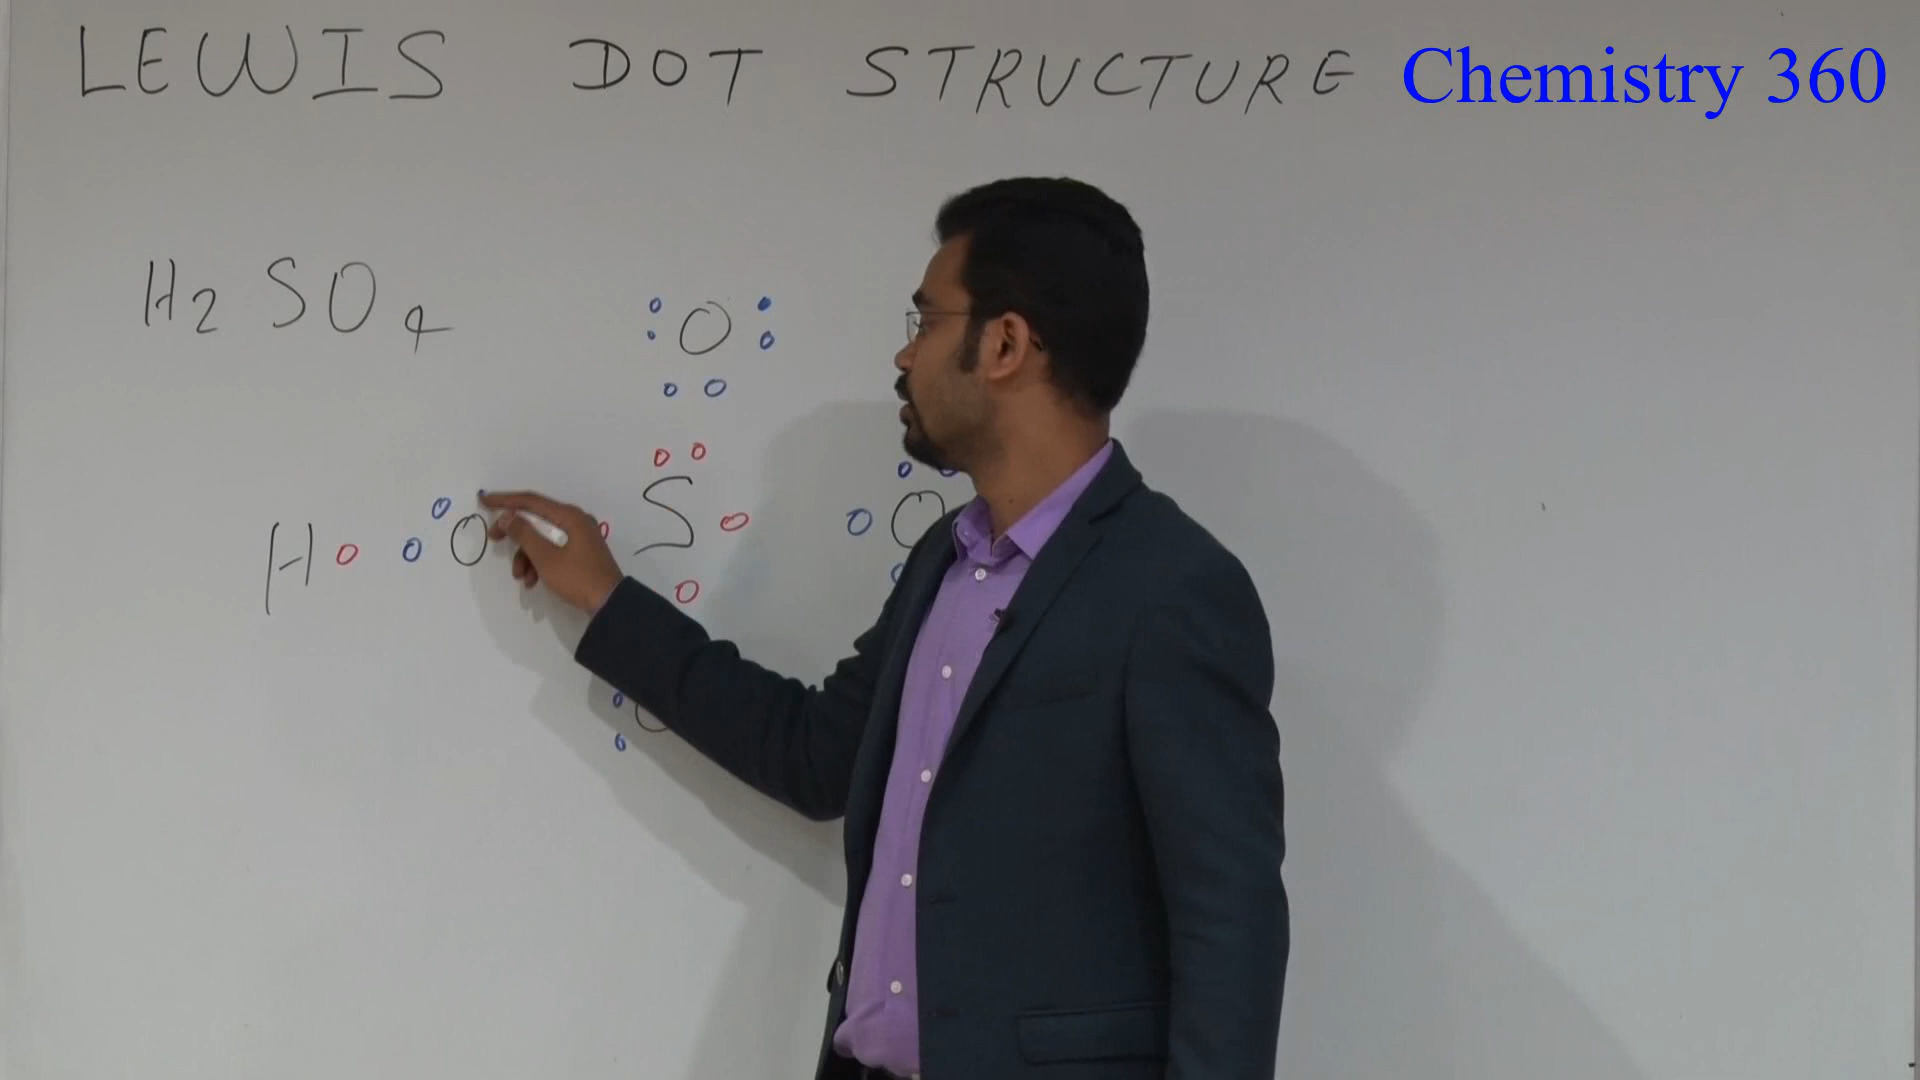 LEWIS DOT STRUCTURE Chemistry 360
H₂SO₄
O
H O S O